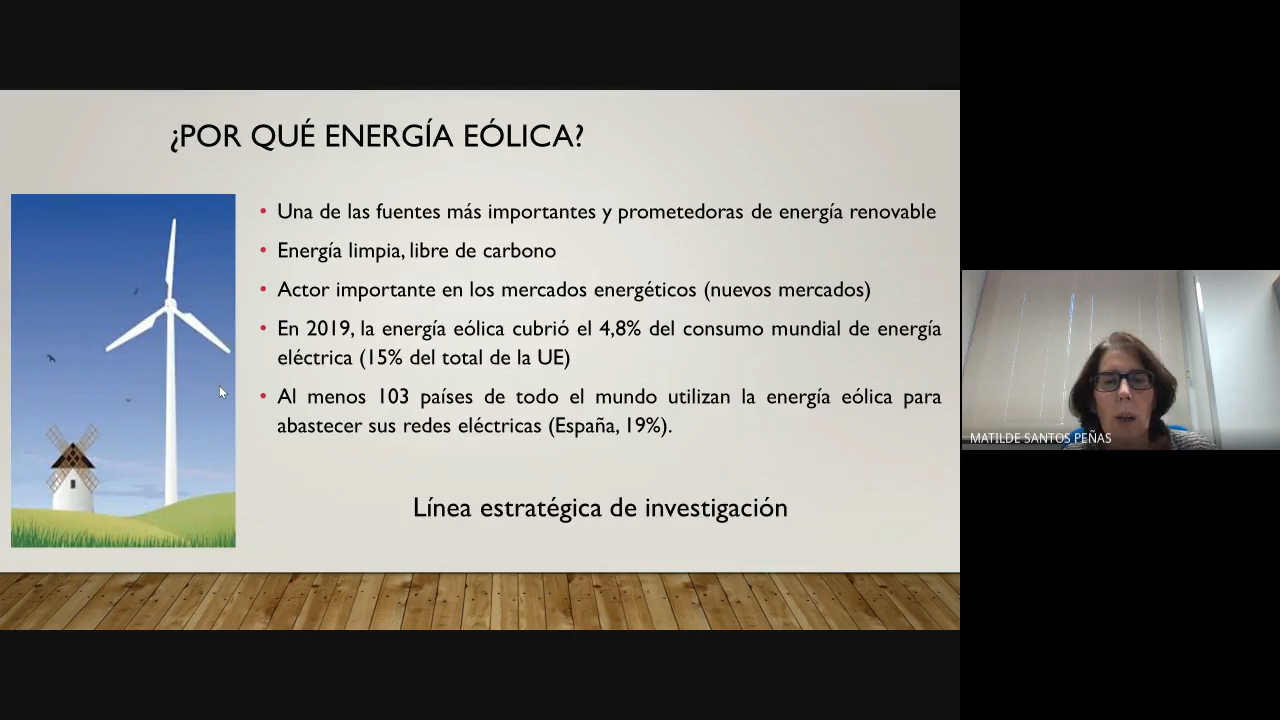 ¿POR QUÉ ENERGÍA EÓLICA?
• Una de las fuentes más importantes y prometedoras de energía renovable
• Energía limpia, libre de carbono
• Actor importante en los mercados energéticos (nuevos mercados)
• En 2019, la energía eólica cubrió el 4,8% del consumo mundial de energía
eléctrica (15% del total de la UE)
• Al menos 103 países de todo el mundo utilizan la energía eólica para
abastecer sus redes eléctricas (España, 19%).
Línea estratégica de investigación
MATILDE SANTOS PEÑAS